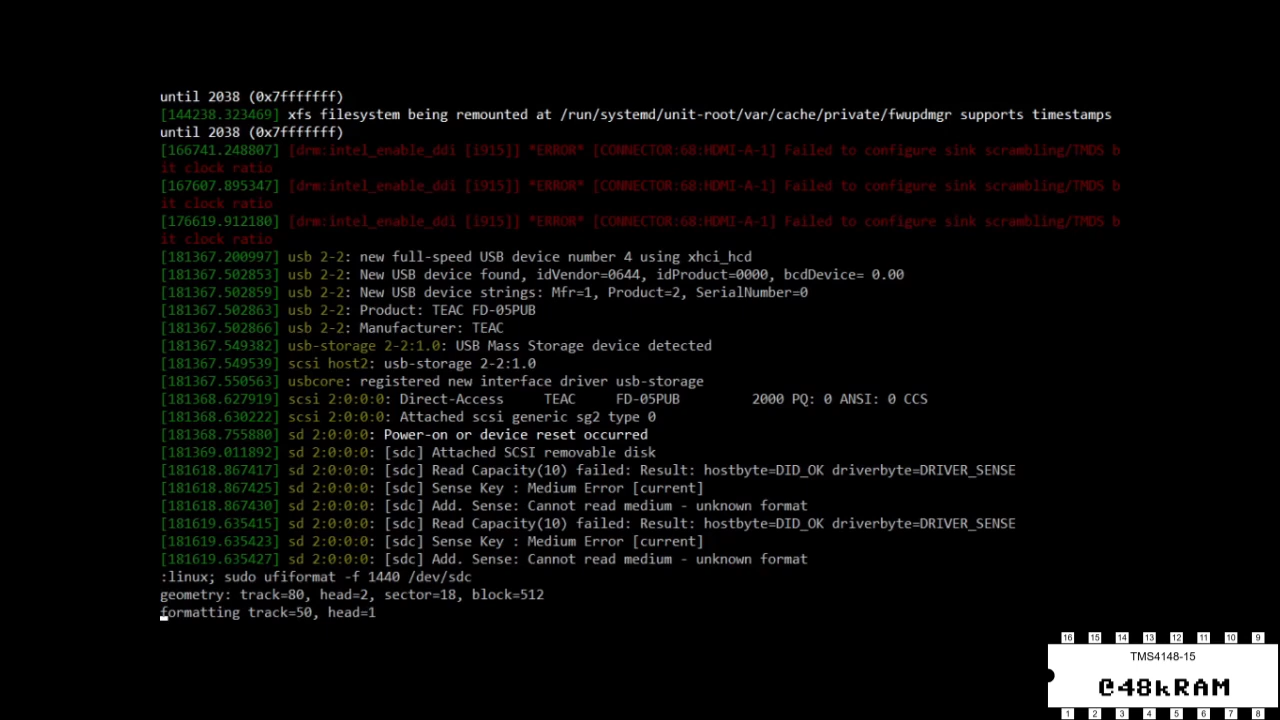 until 2038 (0x7fffffff)
[144238.323469] xfs filesystem being remounted at /run/systemd/unit-root/var/cache/private/fwupdmgr supports timestamps
until 2038 (0x7fffffff)
[166741.248807] [drm:intel_enable_ddi [i915]] *ERROR* [CONNECTOR:68:HDMI-A-1] Failed to configure sink scrambling/TMDS b
it clock ratio
[167607.895347] [drm:intel_enable_ddi [i915]] *ERROR* [CONNECTOR:68:HDMI-A-1] Failed to configure sink scrambling/TMDS b
it clock ratio
[176619.912180] [drm:intel_enable_ddi [i915]] *ERROR* [CONNECTOR:68:HDMI-A-1] Failed to configure sink scrambling/TMDS b
it clock ratio
[181367.200997] usb 2-2: new full-speed USB device number 4 using xhci_hcd
[181367.502853] usb 2-2: New USB device found, idVendor=0644, idProduct=0000, bcdDevice= 0.00
[181367.502859] usb 2-2: New USB device strings: Mfr=1, Product=2, SerialNumber=0
[181367.502863] usb 2-2: Product: TEAC FD-05PUB
[181367.502866] usb 2-2: Manufacturer: TEAC
[181367.549382] usb-storage 2-2:1.0: USB Mass Storage device detected
[181367.549539] scsi host2: usb-storage 2-2:1.0
[181367.550563] usbcore: registered new interface driver usb-storage
[181368.627919] scsi 2:0:0:0: Direct-Access     TEAC     FD-05PUB         2000 PQ: 0 ANSI: 0 CCS
[181368.630222] scsi 2:0:0:0: Attached scsi generic sg2 type 0
[181368.755880] sd 2:0:0:0: Power-on or device reset occurred
[181369.011892] sd 2:0:0:0: [sdc] Attached SCSI removable disk
[181618.867417] sd 2:0:0:0: [sdc] Read Capacity(10) failed: Result: hostbyte=DID_OK driverbyte=DRIVER_SENSE
[181618.867425] sd 2:0:0:0: [sdc] Sense Key : Medium Error [current]
[181618.867430] sd 2:0:0:0: [sdc] Add. Sense: Cannot read medium - unknown format
[181619.635415] sd 2:0:0:0: [sdc] Read Capacity(10) failed: Result: hostbyte=DID_OK driverbyte=DRIVER_SENSE
[181619.635423] sd 2:0:0:0: [sdc] Sense Key : Medium Error [current]
[181619.635427] sd 2:0:0:0: [sdc] Add. Sense: Cannot read medium - unknown format
:linux; sudo ufiformat -f 1440 /dev/sdc
geometry: track=80, head=2, sector=18, block=512
formatting track=50, head=1
16 15 14 13 12 11 10 9
TMS4148-15
@48kRAM
1 2 3 4 5 6 7 8